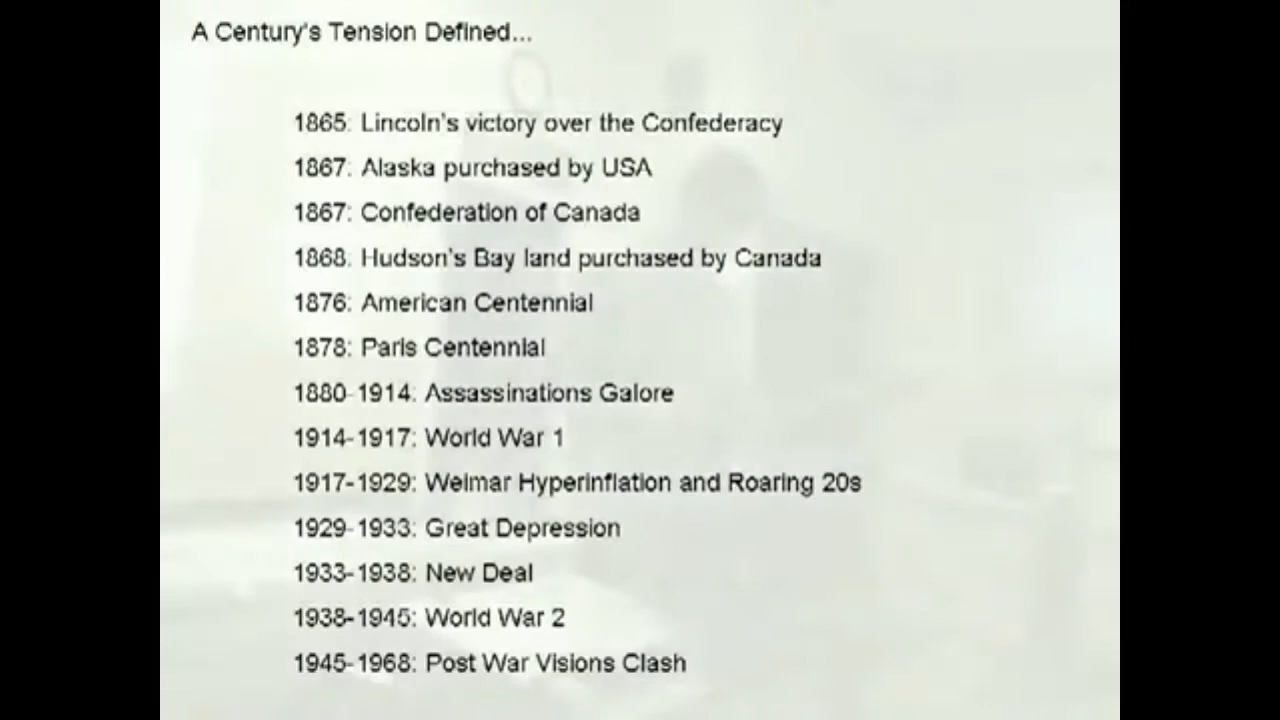 A Century's Tension Defined...
1865: Lincoln's victory over the Confederacy
1867: Alaska purchased by USA
1867: Confederation of Canada
1868: Hudson's Bay land purchased by Canada
1876: American Centennial
1878: Paris Centennial
1880-1914: Assassinations Galore
1914-1917: World War 1
1917-1929: Weimar Hyperinflation and Roaring 20s
1929-1933: Great Depression
1933-1938: New Deal
1938-1945: World War 2
1945-1968: Post War Visions Clash